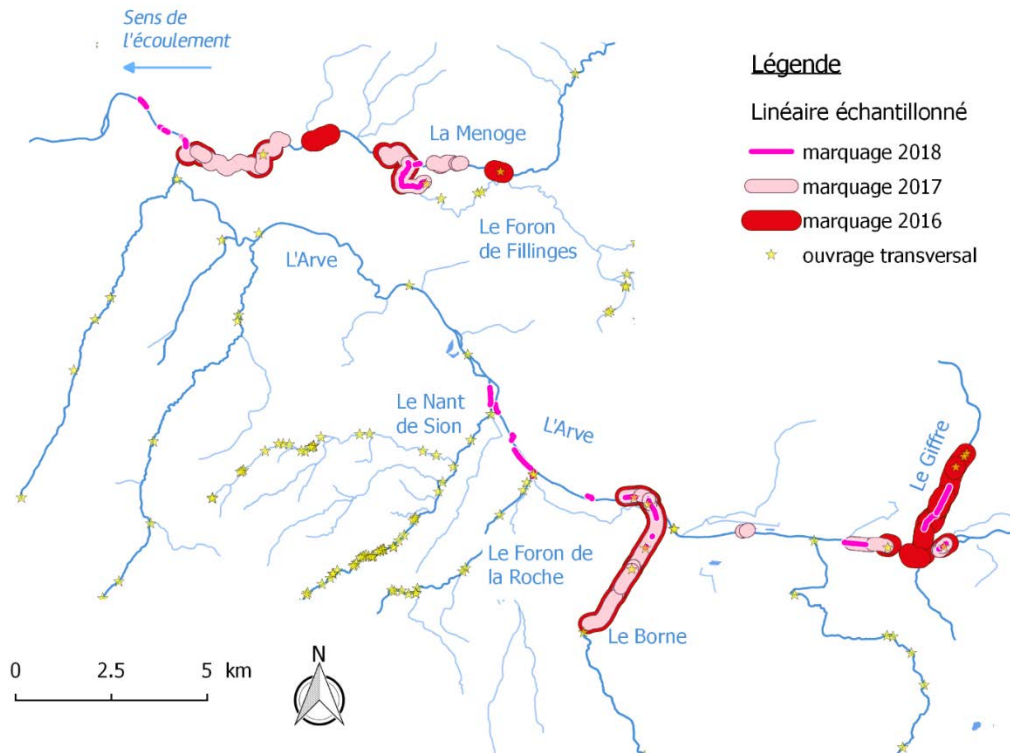 Sens de
l'écoulement
Légende
Linéaire échantillonné
marquage 2018
marquage 2017
marquage 2016
ouvrage transversal
La Menoge
Le Foron
de Fillinges
L'Arve
Le Nant
de Sion
L'Arve
Le Giffre
Le Foron de
la Roche
Le Borne
0 2.5 5 km
N